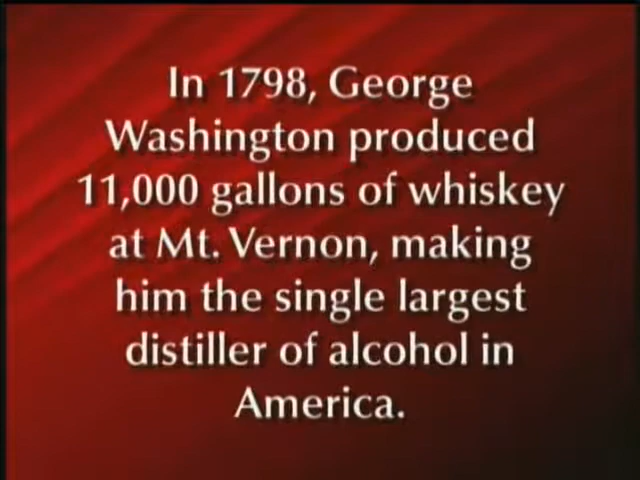 In 1798, George
Washington produced
11,000 gallons of whiskey
at Mt. Vernon, making
him the single largest
distiller of alcohol in
America.